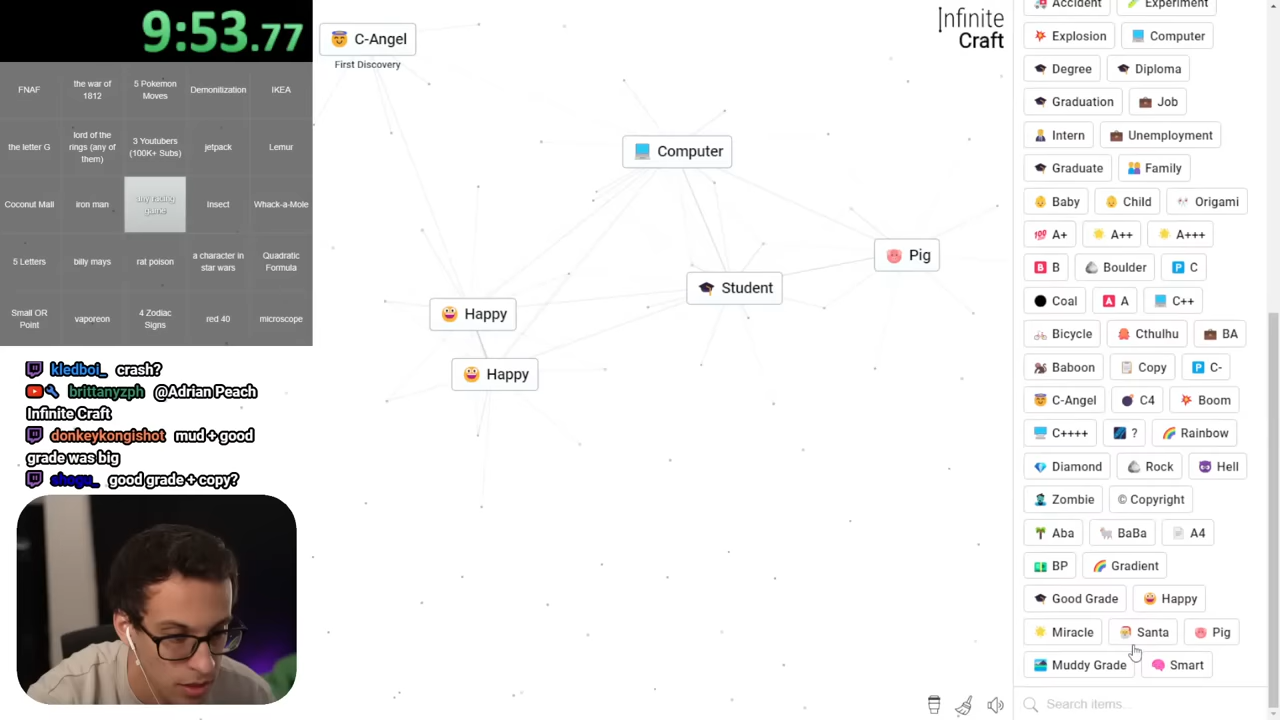 9:53.77
C-Angel
First Discovery
Infinite
Craft
FNAF
the war of
1812
5 Pokemon
Moves
Demonitization
IKEA
the letter G
lord of the
rings (any of
them)
3 Youtubers
(100K+ Subs)
jetpack
Lemur
Coconut Mall
iron man
any racing
game
Insect
Whack-a-Mole
5 Letters
billy mays
rat poison
a character in
star wars
Quadratic
Formula
Small OR
Point
vaporeon
4 Zodiac
Signs
red 40
microscope
kledboi_ crash?
brittanyzph @Adrian Peach
Infinite Craft
donkeykongishot mud + good
grade was big
shogu_ good grade + copy?
Computer
Pig
Student
Happy
Happy
Accident Experiment
Explosion Computer
Degree Diploma
Graduation Job
Intern Unemployment
Graduate Family
Baby Child Origami
A+ A++ A+++
B Boulder C
Coal A C++
Bicycle Cthulhu BA
Baboon Copy C-
C-Angel C4 Boom
C++++ ? Rainbow
Diamond Rock Hell
Zombie © Copyright
Aba BaBa A4
BP Gradient
Good Grade Happy
Miracle Santa Pig
Muddy Grade Smart
Search items...